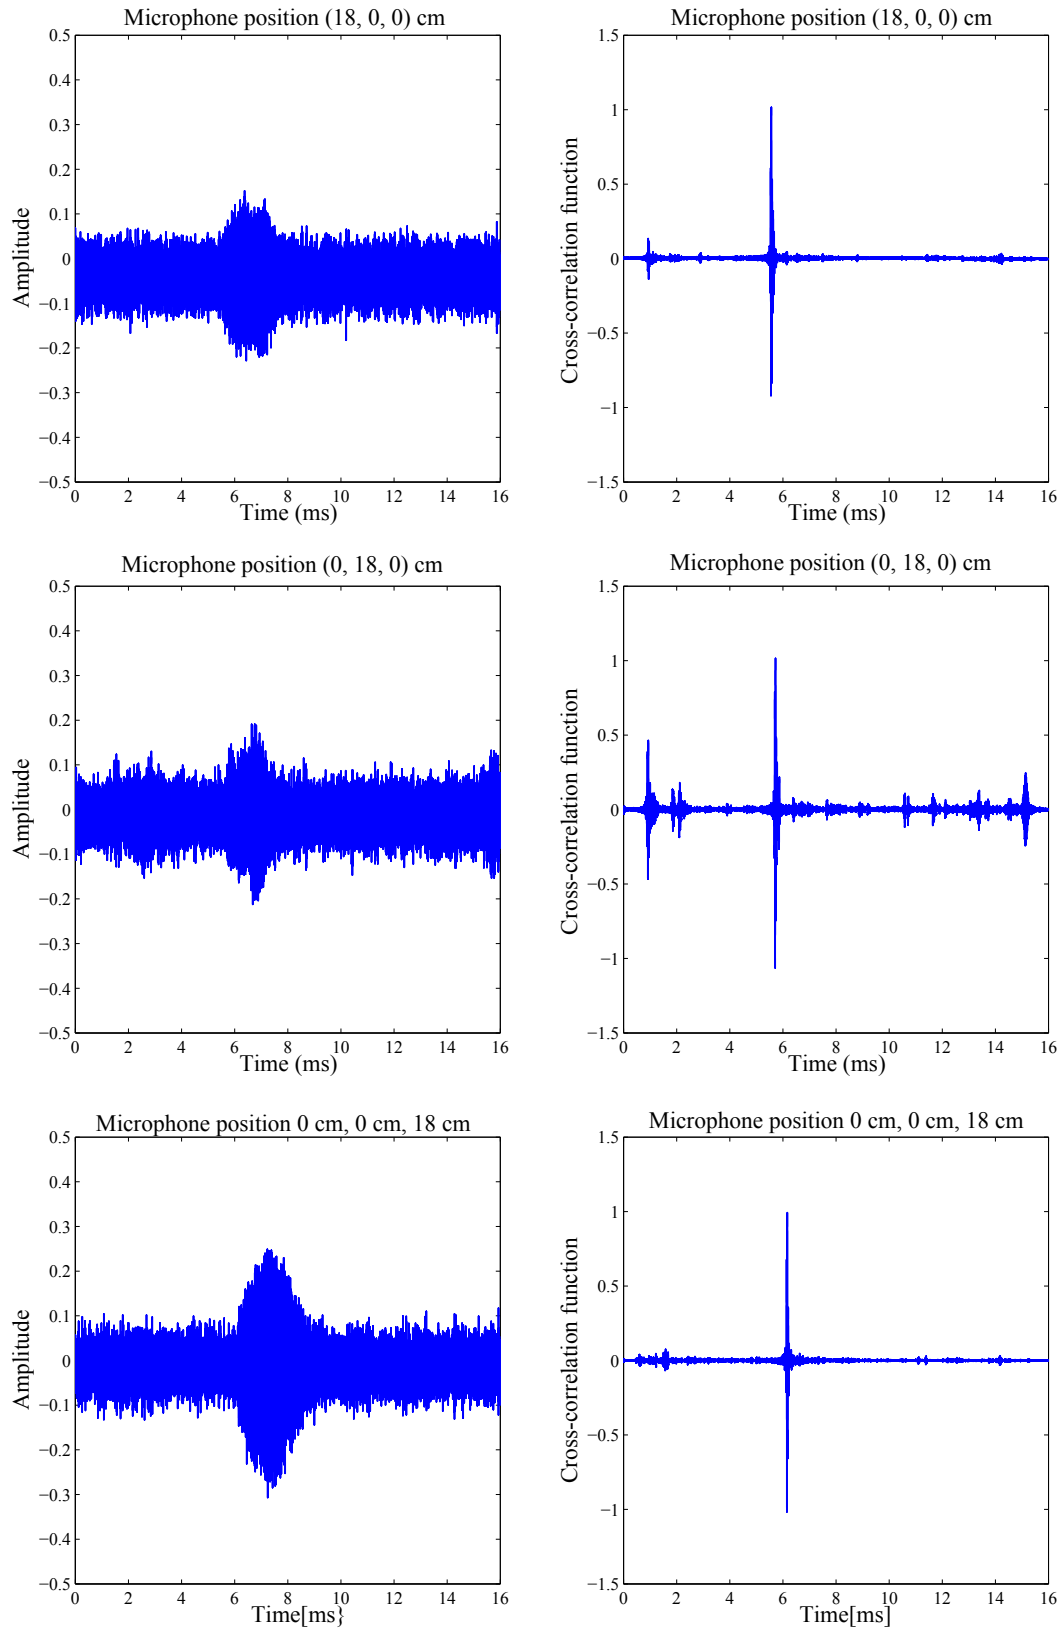 Microphone position (18, 0, 0) cm
0.5
0.4
0.3
0.2
0.1
0
−0.1
−0.2
−0.3
−0.4
−0.5
Amplitude
0 2 4 6 8 10 12 14 16
Time (ms)
Microphone position (18, 0, 0) cm
1.5
1
0.5
0
−0.5
−1
−1.5
Cross-correlation function
0 2 4 6 8 10 12 14 16
Time (ms)
Microphone position (0, 18, 0) cm
0.5
0.4
0.3
0.2
0.1
0
−0.1
−0.2
−0.3
−0.4
−0.5
Amplitude
0 2 4 6 8 10 12 14 16
Time (ms)
Microphone position (0, 18, 0) cm
1.5
1
0.5
0
−0.5
−1
−1.5
Cross-correlation function
0 2 4 6 8 10 12 14 16
Time (ms)
Microphone position 0 cm, 0 cm, 18 cm
0.5
0.4
0.3
0.2
0.1
0
−0.1
−0.2
−0.3
−0.4
−0.5
Amplitude
0 2 4 6 8 10 12 14 16
Time[ms}
Microphone position 0 cm, 0 cm, 18 cm
1.5
1
0.5
0
−0.5
−1
−1.5
Cross-correlation function
0 2 4 6 8 10 12 14 16
Time[ms]